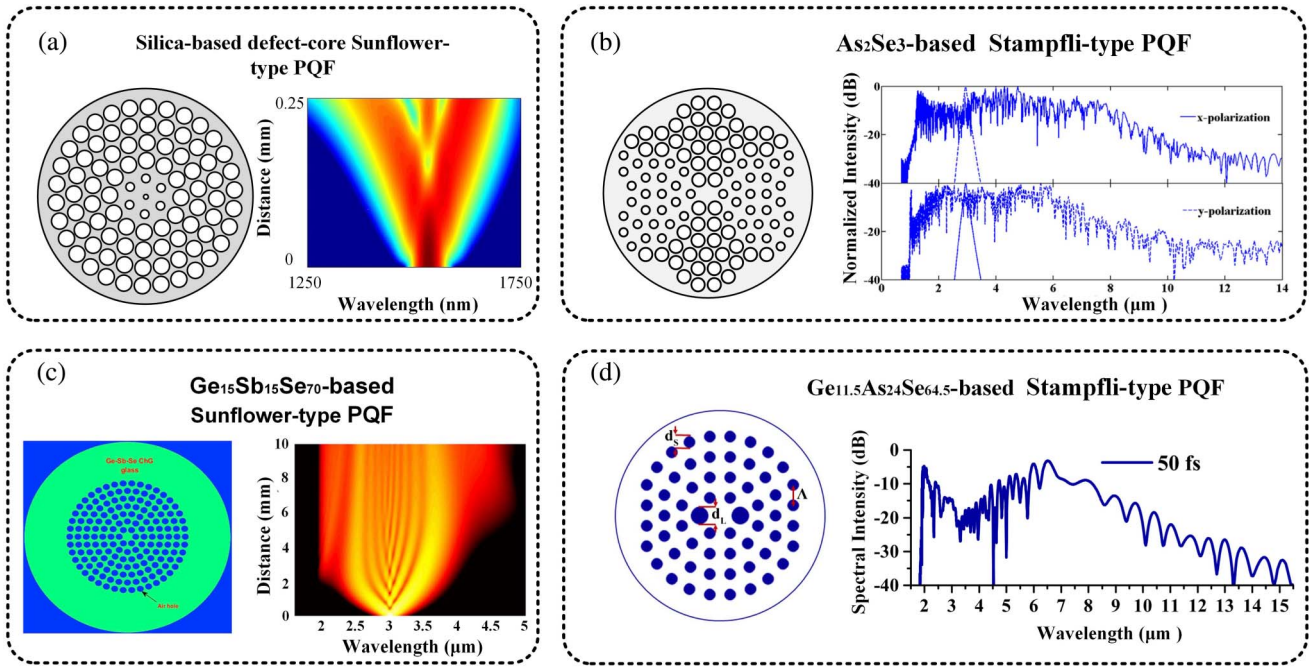 (a)
Silica-based defect-core Sunflower-
type PQF
0.25
Distance (mm)
0
1250
1750
Wavelength (nm)
(b)
As₂Se₃-based Stampfli-type PQF
Normalized Intensity (dB)
0
-20
-40
x-polarization
-20
-40
y-polarization
0 2 4 6 8 10 12 14
Wavelength (μm )
(c)
Ge₁₅Sb₁₅Se₇₀-based
Sunflower-type PQF
Ge-Sb-Se ChG
glass
Air hole
Distance (mm)
10
8
6
4
2
0
2 2.5 3 3.5 4 4.5 5
Wavelength (μm)
(d)
Ge₁₁.₅As₂₄Se₆₄.₅-based Stampfli-type PQF
dS
Λ
dL
Spectral Intensity (dB)
0
-10
-20
-30
-40
50 fs
2 3 4 5 6 7 8 9 10 11 12 13 14 15
Wavelength (μm )